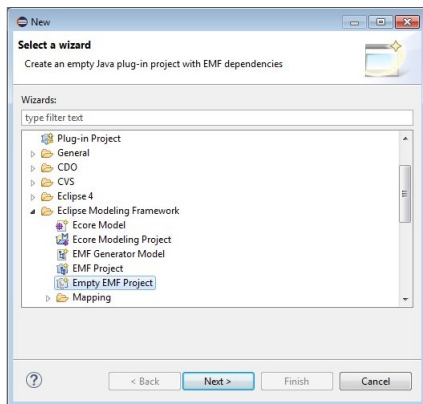 New
Select a wizard
Create an empty Java plug-in project with EMF dependencies
Wizards:
type filter text
Plug-in Project
General
CDO
CVS
Eclipse 4
Eclipse Modeling Framework
Ecore Model
Ecore Modeling Project
EMF Generator Model
EMF Project
Empty EMF Project
Mapping
? < Back Next > Finish Cancel